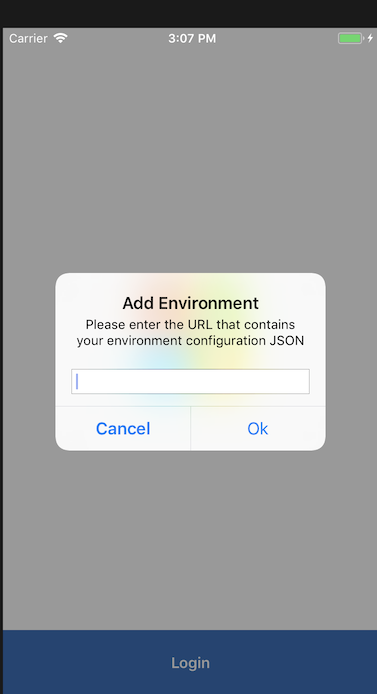 Carrier 3:07 PM
Add Environment
Please enter the URL that contains
your environment configuration JSON
Cancel Ok
Login